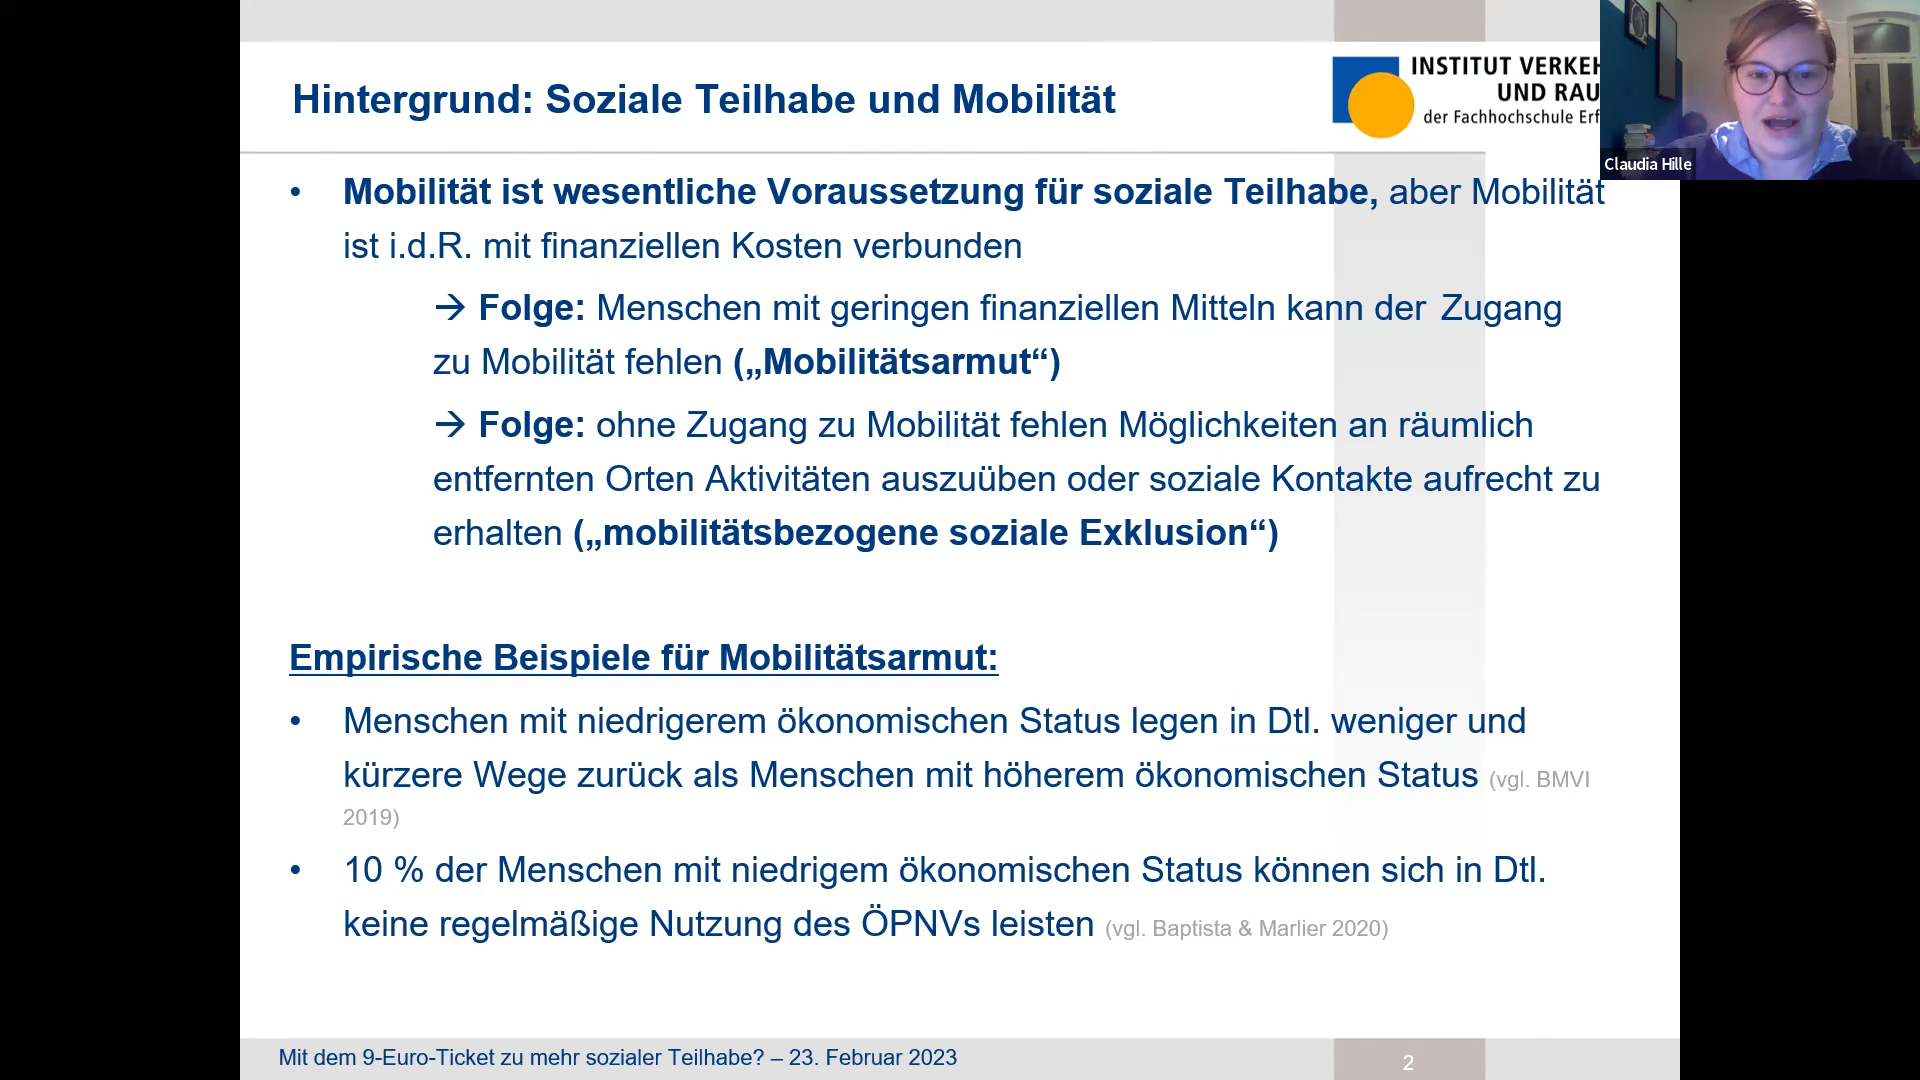 Hintergrund: Soziale Teilhabe und Mobilität
INSTITUT
UND
der Fachhochschule
Claudia Hille
• Mobilität ist wesentliche Voraussetzung für soziale Teilhabe, aber Mobilität
ist i.d.R. mit finanziellen Kosten verbunden
→ Folge: Menschen mit geringen finanziellen Mitteln kann der Zugang
zu Mobilität fehlen („Mobilitätsarmut“)
→ Folge: ohne Zugang zu Mobilität fehlen Möglichkeiten an räumlich
entfernten Orten Aktivitäten auszuüben oder soziale Kontakte aufrecht zu
erhalten („mobilitätsbezogene soziale Exklusion“)
Empirische Beispiele für Mobilitätsarmut:
• Menschen mit niedrigerem ökonomischen Status legen in Dtl. weniger und
kürzere Wege zurück als Menschen mit höherem ökonomischen Status (vgl. BMVI
2019)
• 10 % der Menschen mit niedrigem ökonomischen Status können sich in Dtl.
keine regelmäßige Nutzung des ÖPNVs leisten (vgl. Baptista & Marlier 2020)
Mit dem 9-Euro-Ticket zu mehr sozialer Teilhabe? – 23. Februar 2023
2